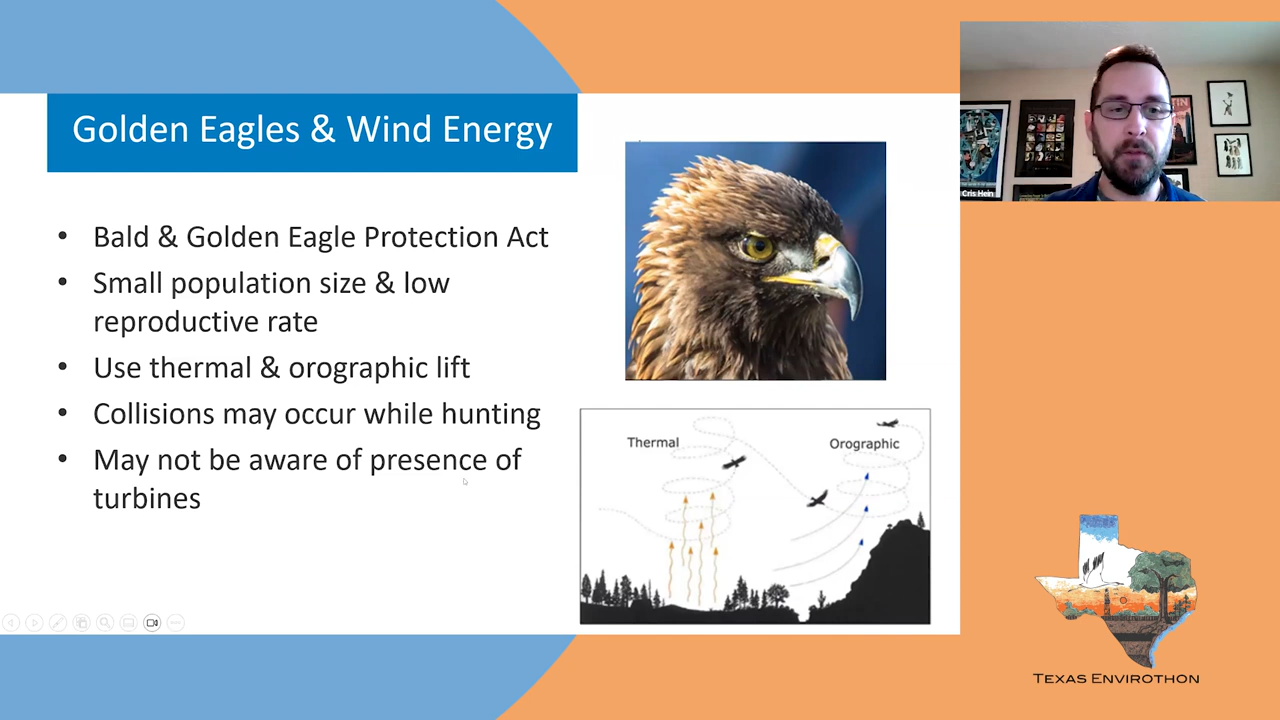 Golden Eagles & Wind Energy
• Bald & Golden Eagle Protection Act
• Small population size & low
reproductive rate
• Use thermal & orographic lift
• Collisions may occur while hunting
• May not be aware of presence of
turbines
Thermal
Orographic
Cris Hein
TEXAS ENVIROTHON